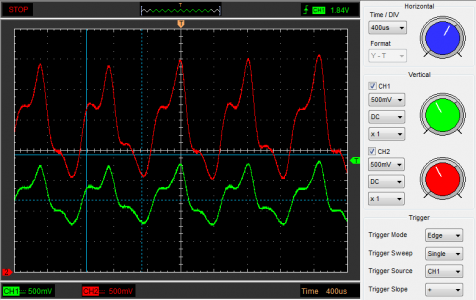 STOP
T
CH1 1.84V
T
2
CH1 500mV
CH2 500mV
Time 400us
Horizontal
Time / DIV
400us
Format
Y - T
Vertical
CH1
500mV
DC
x 1
CH2
500mV
DC
x 1
Trigger
Trigger Mode Edge
Trigger Sweep Single
Trigger Source CH1
Trigger Slope +